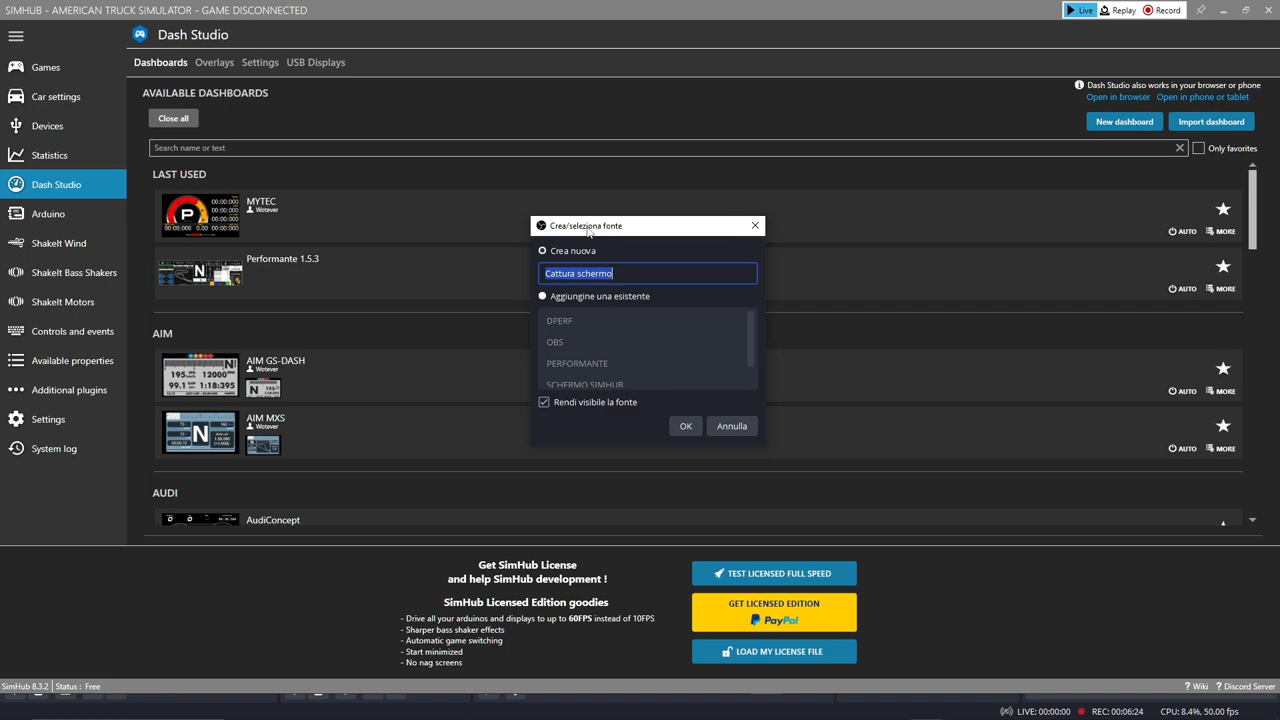 SIMHUB - AMERICAN TRUCK SIMULATOR - GAME DISCONNECTED
Live Replay Record
Dash Studio
Games
Car settings
Devices
Statistics
Dash Studio
Arduino
ShakeIt Wind
ShakeIt Bass Shakers
ShakeIt Motors
Controls and events
Available properties
Additional plugins
Settings
System log
Dashboards Overlays Settings USB Displays
AVAILABLE DASHBOARDS
Dash Studio also works in your browser or phone
Open in browser Open in phone or tablet
Close all
New dashboard Import dashboard
Search name or text
Only favorites
LAST USED
MYTEC
Wotever
AUTO MORE
Performante 1.5.3
AUTO MORE
AIM
AIM GS-DASH
Wotever
AUTO MORE
AIM MXS
Wotever
AUTO MORE
AUDI
AudiConcept
Crea/seleziona fonte
Crea nuova
Cattura schermo
Aggiungine una esistente
DPERF
OBS
PERFORMANTE
SCHERMO SIMHUB
Rendi visibile la fonte
OK Annulla
Get SimHub License
and help SimHub development !
SimHub Licensed Edition goodies
- Drive all your arduinos and displays to up to 60FPS instead of 10FPS
- Sharper bass shaker effects
- Automatic game switching
- Start minimized
- No nag screens
TEST LICENSED FULL SPEED
GET LICENSED EDITION
PayPal
LOAD MY LICENSE FILE
SimHub 8.3.2 Status : Free
Wiki Discord Server
LIVE: 00:00:00 REC: 00:06:24 CPU: 8.4%, 50.00 fps